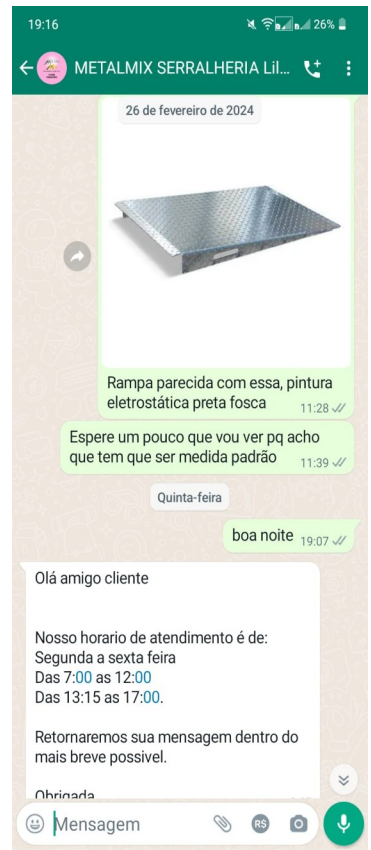 19:16
26%
METALMIX SERRALHERIA Lil...
26 de fevereiro de 2024
Rampa parecida com essa, pintura
eletrostática preta fosca
11:28
Espere um pouco que vou ver pq acho
que tem que ser medida padrão
11:39
Quinta-feira
boa noite
19:07
Olá amigo cliente
Nosso horario de atendimento é de:
Segunda a sexta feira
Das 7:00 as 12:00
Das 13:15 as 17:00.
Retornaremos sua mensagem dentro do
mais breve possivel.
Obrigada
Mensagem
R$